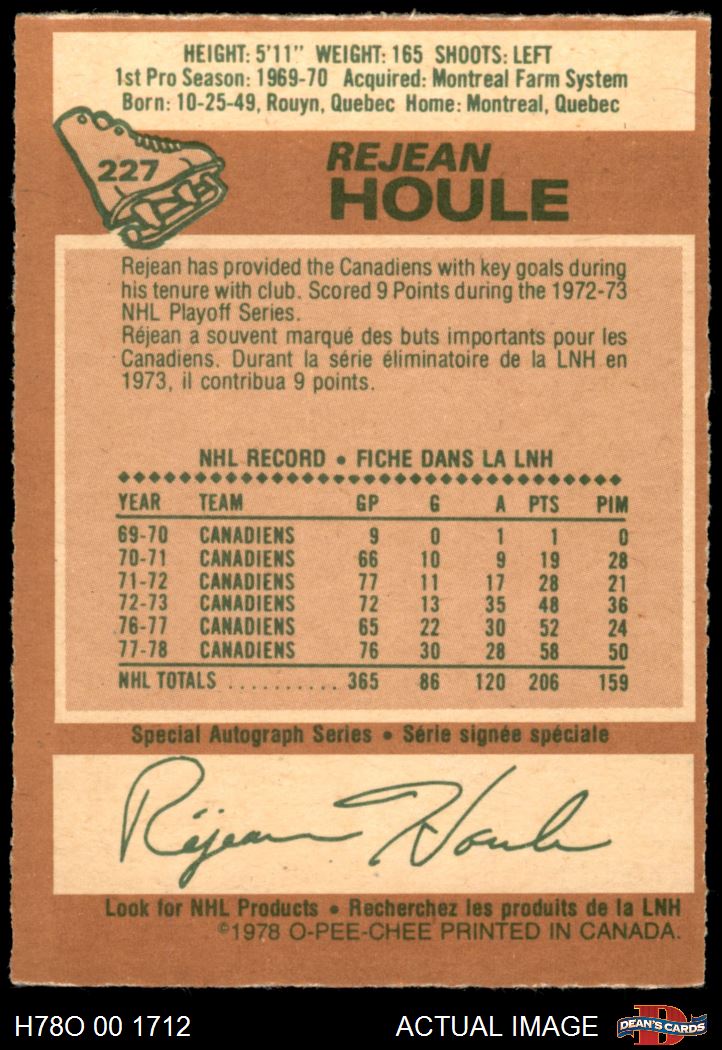 HEIGHT: 5'11" WEIGHT: 165 SHOOTS: LEFT
1st Pro Season: 1969-70 Acquired: Montreal Farm System
Born: 10-25-49, Rouyn, Quebec Home: Montreal, Quebec
227
REJEAN
HOULE
Rejean has provided the Canadiens with key goals during
his tenure with club. Scored 9 Points during the 1972-73
NHL Playoff Series.
Réjean a souvent marqué des buts importants pour les
Canadiens. Durant la série éliminatoire de la LNH en
1973, il contribua 9 points.
NHL RECORD • FICHE DANS LA LNH
YEAR TEAM GP G A PTS PIM
69-70 CANADIENS 9 0 1 1 0
70-71 CANADIENS 66 10 9 19 28
71-72 CANADIENS 77 11 17 28 21
72-73 CANADIENS 72 13 35 48 36
76-77 CANADIENS 65 22 30 52 24
77-78 CANADIENS 76 30 28 58 50
NHL TOTALS .......... 365 86 120 206 159
Special Autograph Series • Série signée spéciale
Réjean Houle
Look for NHL Products • Recherchez les produits de la LNH
©1978 O-PEE-CHEE PRINTED IN CANADA.
H78O 00 1712 ACTUAL IMAGE D DEAN'S CARDS